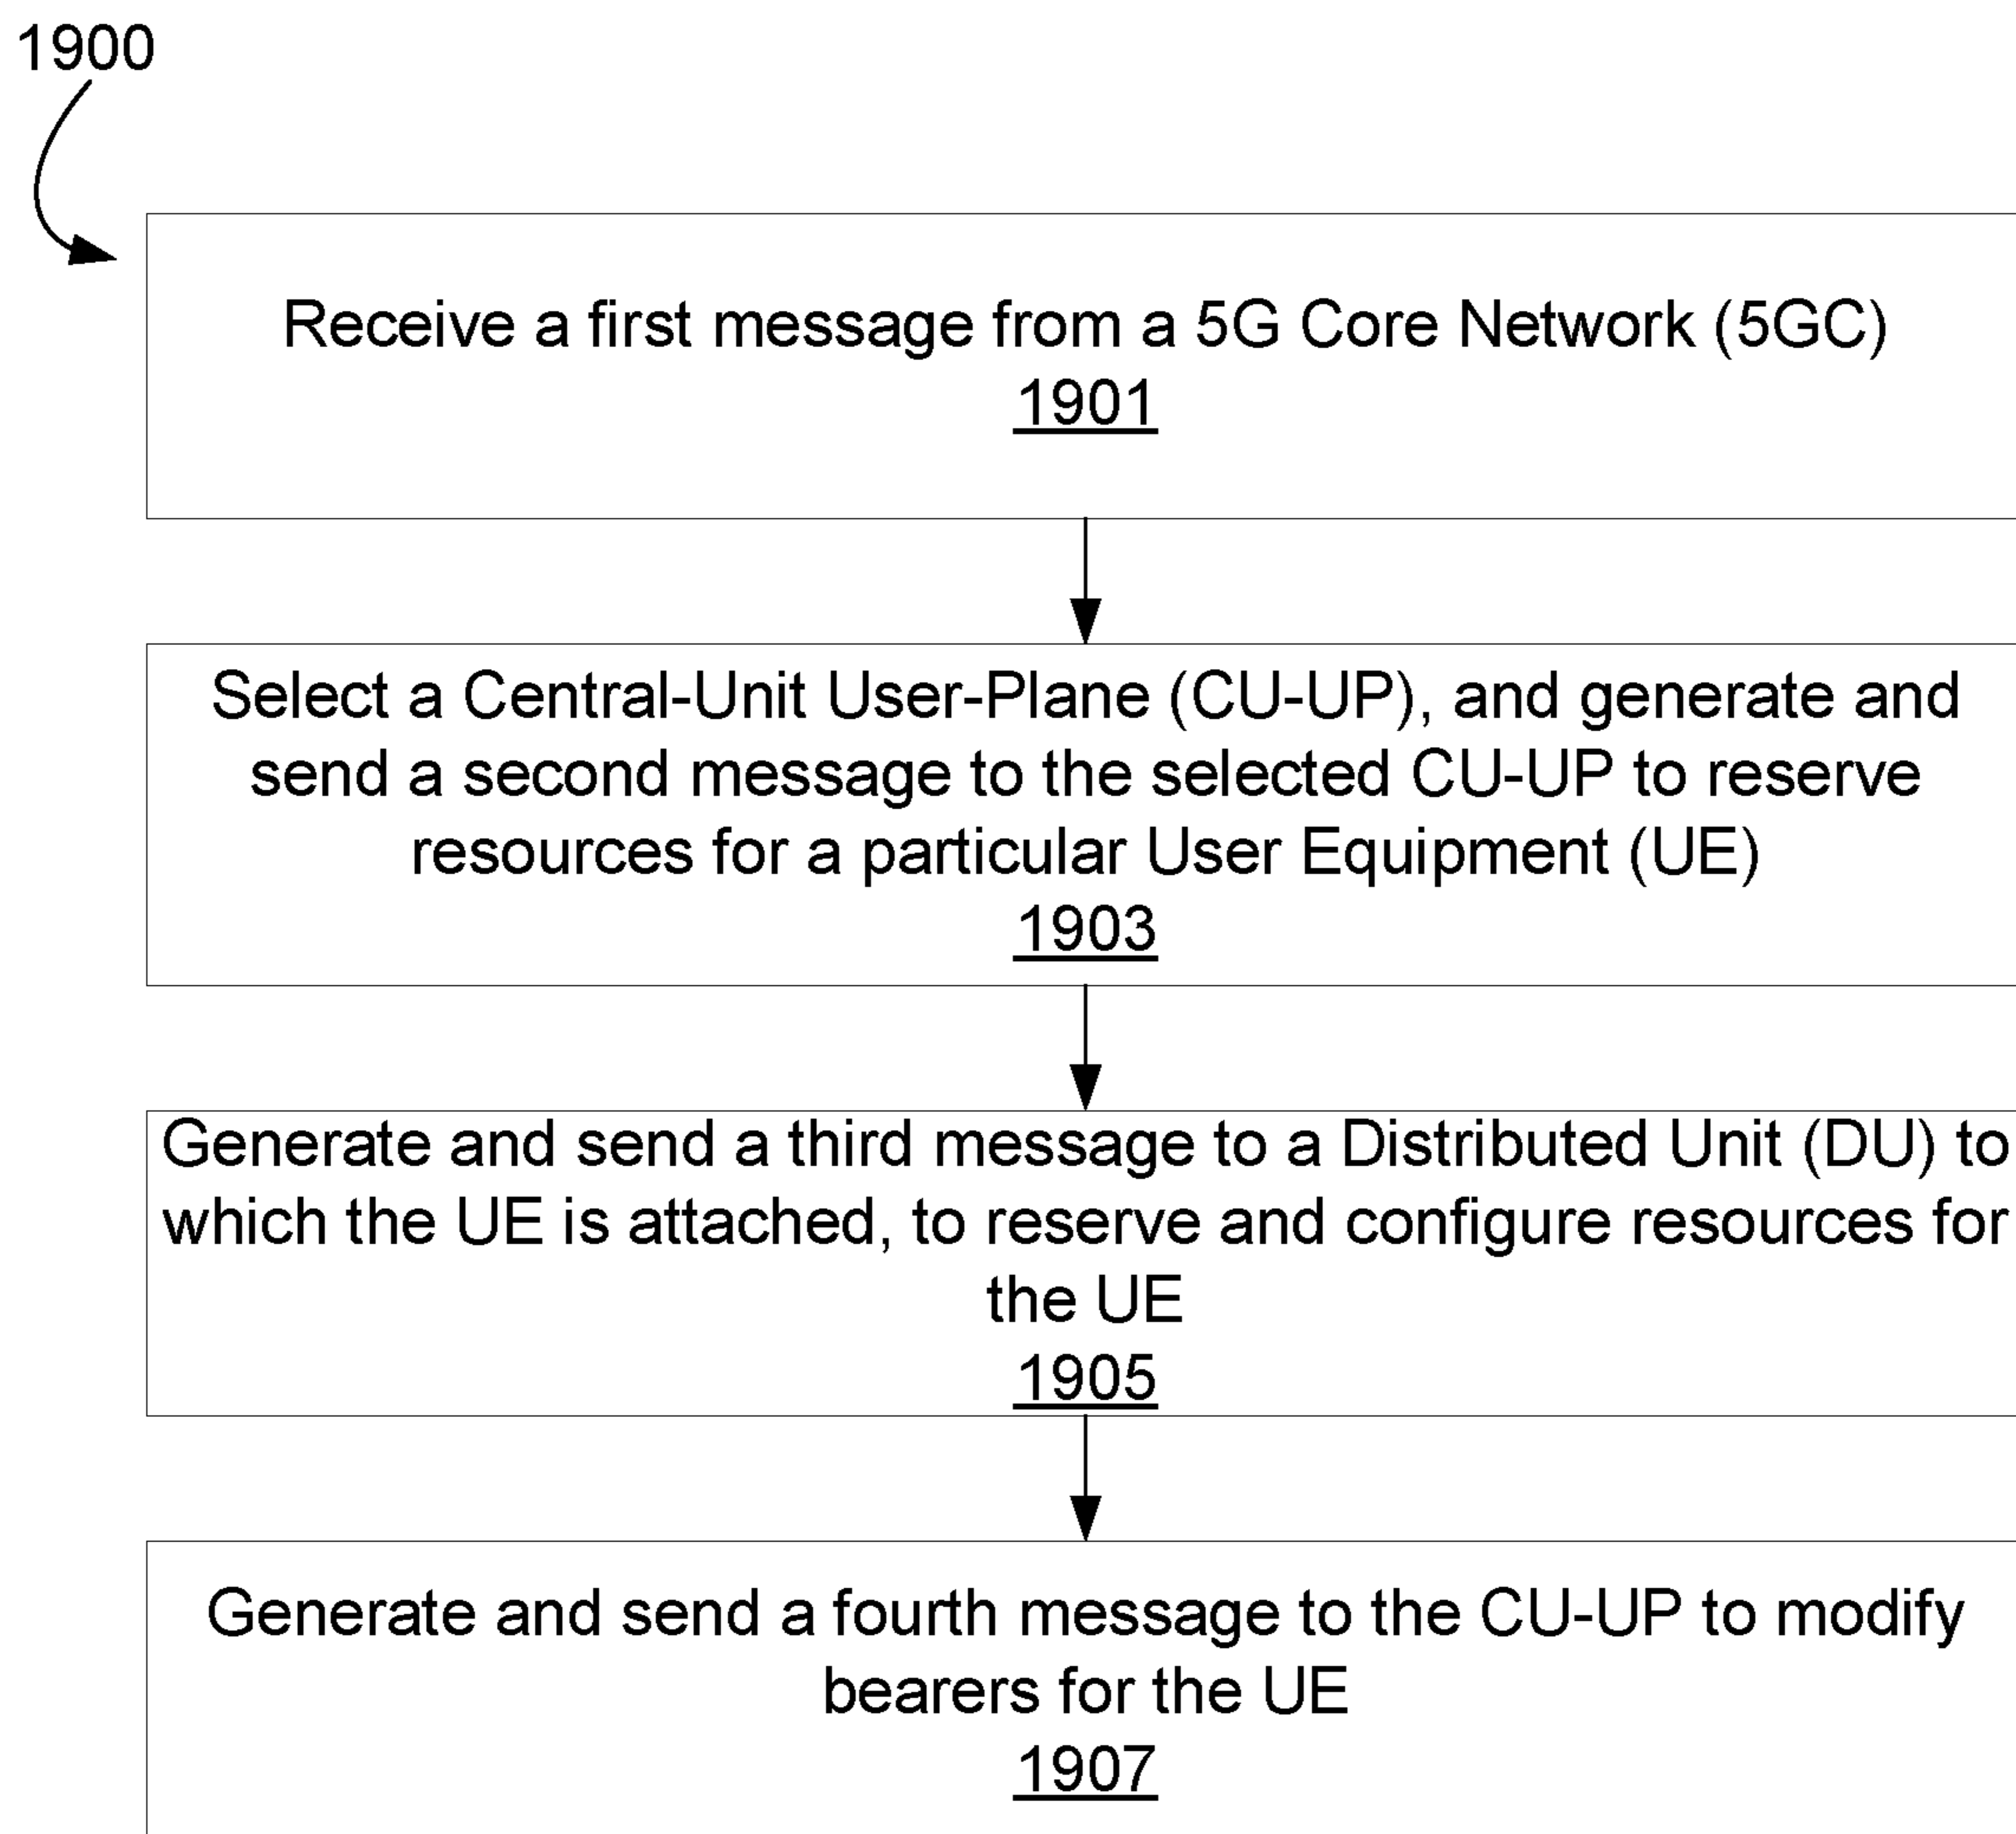 1900
Receive a first message from a 5G Core Network (5GC)
1901
Select a Central-Unit User-Plane (CU-UP), and generate and
send a second message to the selected CU-UP to reserve
resources for a particular User Equipment (UE)
1903
Generate and send a third message to a Distributed Unit (DU) to
which the UE is attached, to reserve and configure resources for
the UE
1905
Generate and send a fourth message to the CU-UP to modify
bearers for the UE
1907